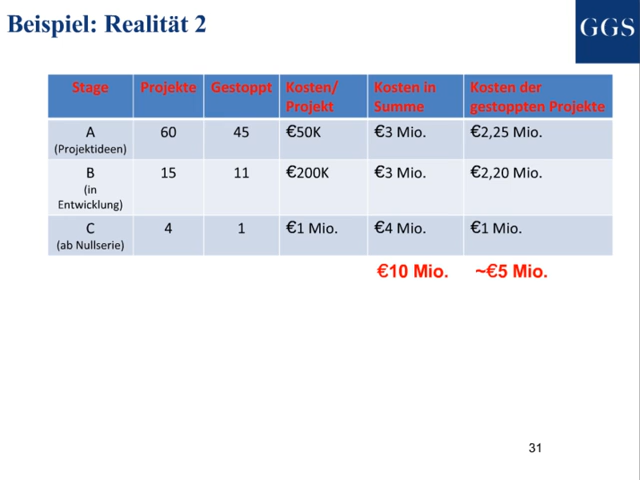 Beispiel: Realität 2
GGS
Stage Projekte Gestoppt Kosten/ Kosten in Kosten der
Projekt Summe gestoppten Projekte
A 60 45 €50K €3 Mio. €2,25 Mio.
(Projektideen)
B 15 11 €200K €3 Mio. €2,20 Mio.
(in
Entwicklung)
C 4 1 €1 Mio. €4 Mio. €1 Mio.
(ab Nullserie)
€10 Mio. ~€5 Mio.
31